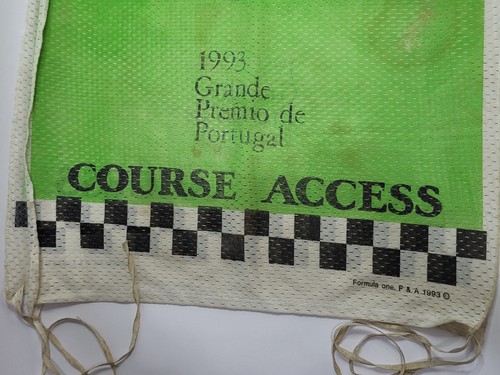 1993
Grande
Premio de
Portugal
COURSE ACCESS
Formula one, P & A 1993 ©